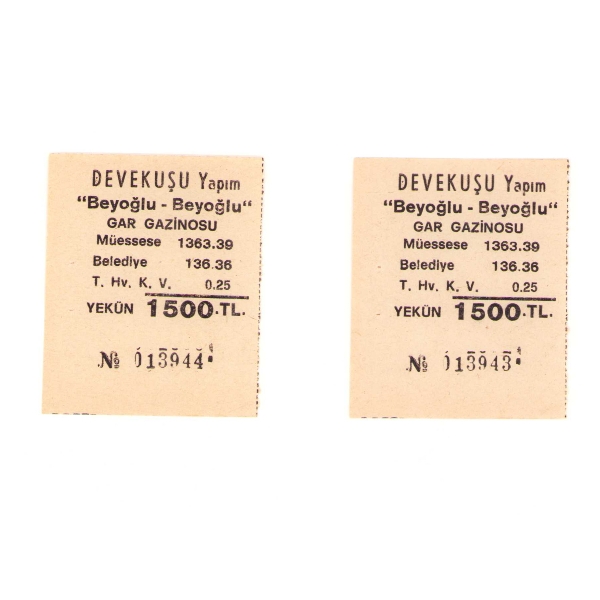 DEVEKUŞU Yapım
"Beyoğlu - Beyoğlu"
GAR GAZİNOSU
Müessese 1363.39
Belediye 136.36
T. Hv. K. V. 0.25
YEKÜN 1500.TL.
№ 013944
DEVEKUŞU Yapım
"Beyoğlu - Beyoğlu"
GAR GAZİNOSU
Müessese 1363.39
Belediye 136.36
T. Hv. K. V. 0.25
YEKÜN 1500.TL.
№ 013943